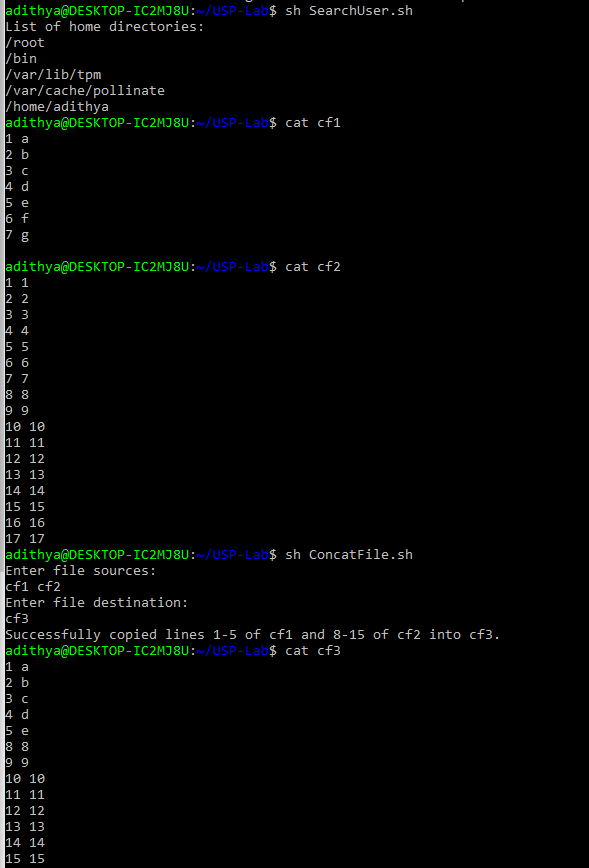 adithya@DESKTOP-IC2MJ8U:~/USP-Lab$ sh SearchUser.sh
List of home directories:
/root
/bin
/var/lib/tpm
/var/cache/pollinate
/home/adithya
adithya@DESKTOP-IC2MJ8U:~/USP-Lab$ cat cf1
1 a
2 b
3 c
4 d
5 e
6 f
7 g
adithya@DESKTOP-IC2MJ8U:~/USP-Lab$ cat cf2
1 1
2 2
3 3
4 4
5 5
6 6
7 7
8 8
9 9
10 10
11 11
12 12
13 13
14 14
15 15
16 16
17 17
adithya@DESKTOP-IC2MJ8U:~/USP-Lab$ sh ConcatFile.sh
Enter file sources:
cf1 cf2
Enter file destination:
cf3
Successfully copied lines 1-5 of cf1 and 8-15 of cf2 into cf3.
adithya@DESKTOP-IC2MJ8U:~/USP-Lab$ cat cf3
1 a
2 b
3 c
4 d
5 e
8 8
9 9
10 10
11 11
12 12
13 13
14 14
15 15